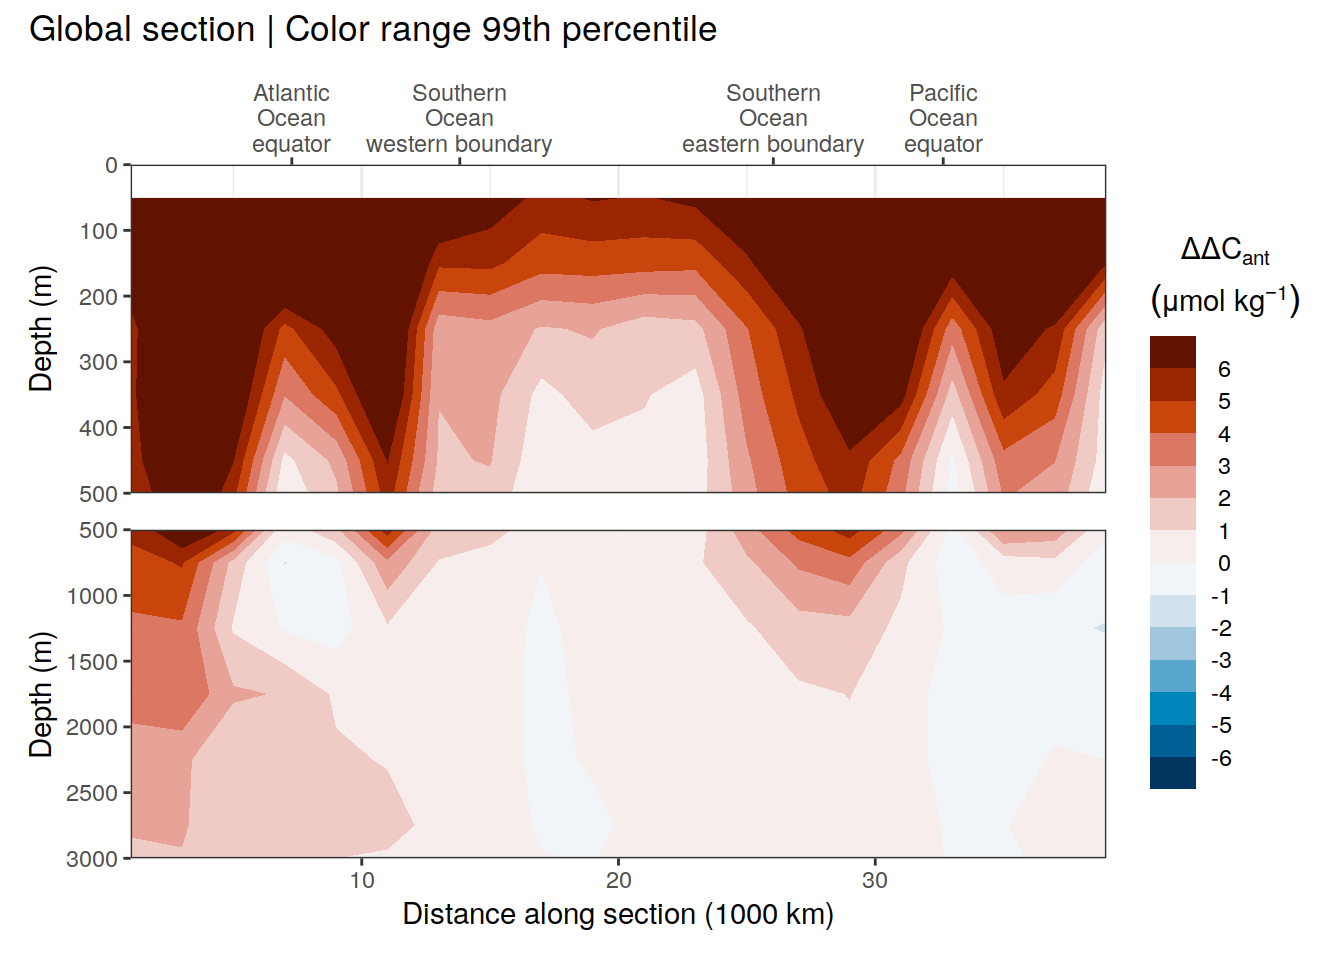 Global section | Color range 99th percentile
Atlantic
Ocean
equator
Southern
Ocean
western boundary
Southern
Ocean
eastern boundary
Pacific
Ocean
equator
Depth (m)
0
100
200
300
400
500
Depth (m)
500
1000
1500
2000
2500
3000
10
20
30
Distance along section (1000 km)
ΔΔCant
(μmol kg⁻¹)
6
5
4
3
2
1
0
-1
-2
-3
-4
-5
-6